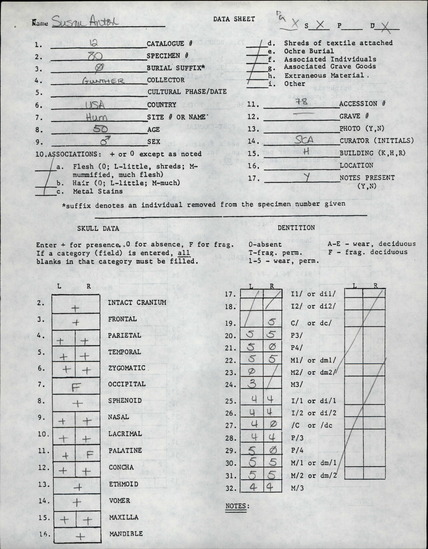 Name Susan Anton DATA SHEET P X S X P D X
1. 12 CATALOGUE #
2. 30 SPECIMEN #
3. Ø BURIAL SUFFIX*
4. GUNTHER COLLECTOR
5. CULTURAL PHASE/DATE
6. USA COUNTRY
7. Hum SITE # OR NAME
8. 50 AGE
9. ♂ SEX
d. Shreds of textile attached
e. Ochre Burial
f. Associated Individuals
g. Associated Grave Goods
h. Extraneous Material.
i. Other
11. 78 ACCESSION #
12. — GRAVE #
13. PHOTO (Y,N)
14. SCA CURATOR (INITIALS)
15. H BUILDING (K,H,R)
16. LOCATION
17. Y NOTES PRESENT
(Y,N)
10. ASSOCIATIONS: + or 0 except as noted
a. Flesh (0; L-little, shreds; M-
mummified, much flesh)
b. Hair (0; L-little; M-much)
c. Metal Stains
*suffix denotes an individual removed from the specimen number given
SKULL DATA
Enter + for presence, 0 for absence, F for frag.
If a category (field) is entered, all
blanks in that category must be filled.
L R
2. + INTACT CRANIUM
3. + FRONTAL
4. + + PARIETAL
5. + + TEMPORAL
6. + + ZYGOMATIC
7. F OCCIPITAL
8. + SPHENOID
9. + + NASAL
10. + + LACRIMAL
11. + F PALATINE
12. + + CONCHA
13. + ETHMOID
14. + VOMER
15. + + MAXILLA
16. + MANDIBLE
DENTITION
0-absent A-E - wear, deciduous
T-frag. perm. F - frag. deciduous
1-5 - wear, perm.
L R L R
17. I1/ or di1/
18. I2/ or di2/
19. 5 C/ or dc/
20. 5 5 P3/
21. 5 Ø P4/
22. 5 5 M1/ or dm1/
23. Ø M2/ or dm2/
24. 3 M3/
25. 4 4 I/1 or di/1
26. 4 4 I/2 or di/2
27. 4 Ø /C or /dc
28. 4 4 P/3
29. 5 Ø P/4
30. 5 5 M/1 or dm/1
31. 5 5 M/2 or dm/2
32. 4 4 M/3
NOTES: